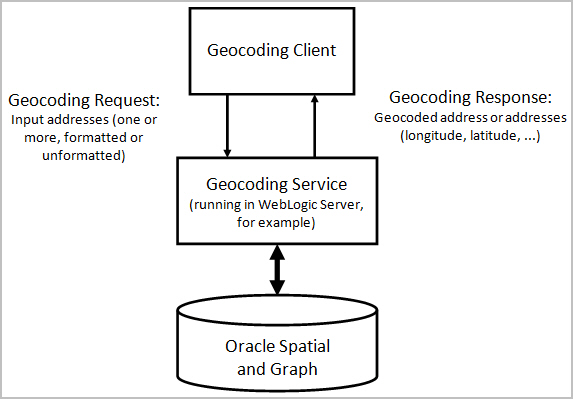 Geocoding Client
Geocoding Request:
Input addresses (one or
more, formatted or
unformatted)
Geocoding Response:
Geocoded address or addresses
(longitude, latitude, ...)
Geocoding Service
(running in WebLogic Server,
for example)
Oracle Spatial
and Graph